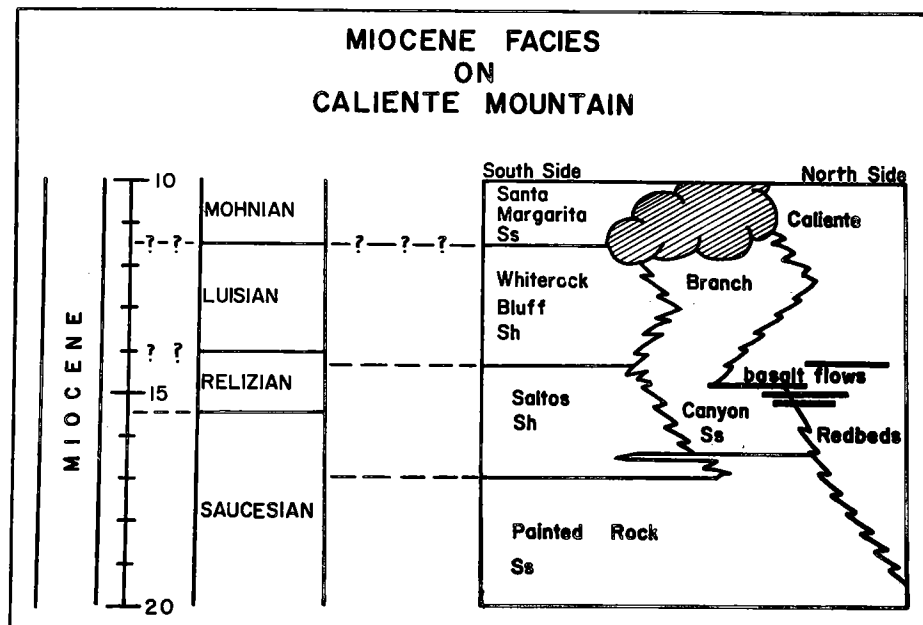 MIOCENE FACIES
ON
CALIENTE MOUNTAIN
South Side
North Side
10
15
20
MIOCENE
MOHNIAN
? ? ? ? ?
LUISIAN
? ?
RELIZIAN
SAUCESIAN
Santa
Margarita
Ss
Caliente
Whiterock
Bluff
Sh
Branch
basalt flows
Saltos
Sh
Canyon
Ss
Redbeds
Painted Rock
Ss